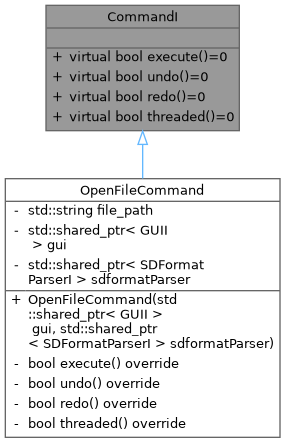 CommandI
+ virtual bool execute()=0
+ virtual bool undo()=0
+ virtual bool redo()=0
+ virtual bool threaded()=0
OpenFileCommand
- std::string file_path
- std::shared_ptr< GUII
> gui
- std::shared_ptr< SDFormat
ParserI > sdformatParser
+ OpenFileCommand(std
::shared_ptr< GUII >
gui, std::shared_ptr
< SDFormatParserI > sdformatParser)
- bool execute() override
- bool undo() override
- bool redo() override
- bool threaded() override